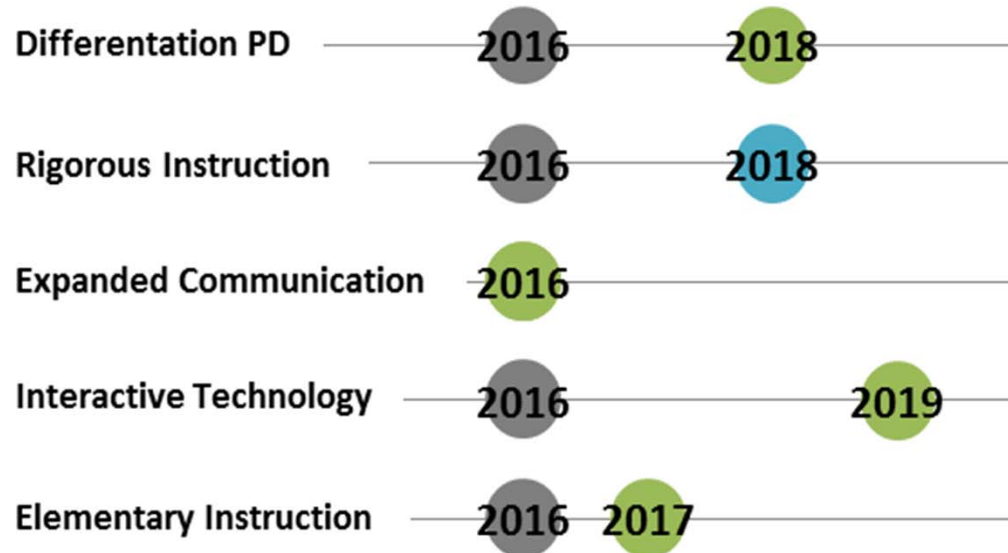 Differentation PD 2016 2018
Rigorous Instruction 2016 2018
Expanded Communication 2016
Interactive Technology 2016 2019
Elementary Instruction 2016 2017